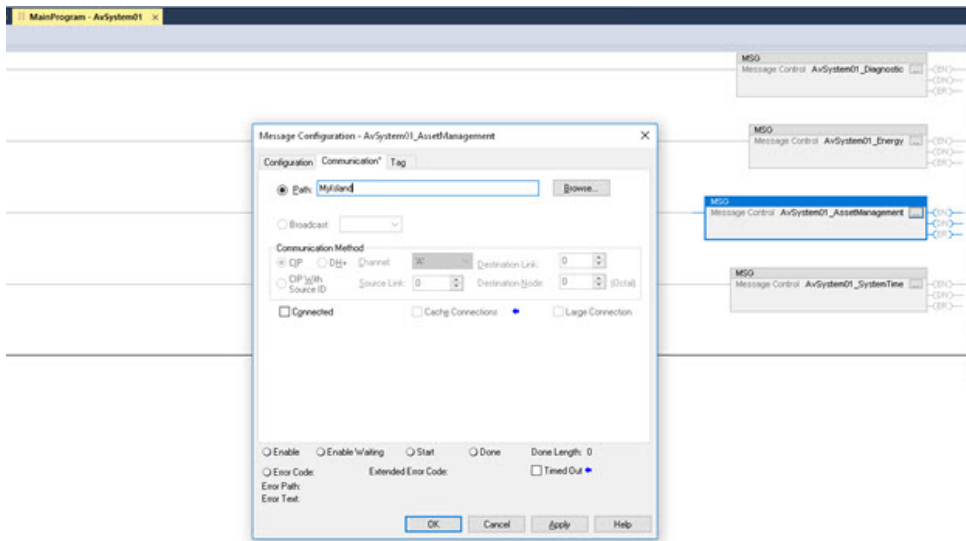 MainProgram - AvSystem01 ×
MSG
Message Control AvSystem01_Diagnostic ...
(EN)
(DN)
(ER)
MSG
Message Control AvSystem01_Energy ...
(EN)
(DN)
(ER)
MSG
Message Control AvSystem01_AssetManagement ...
(EN)
(DN)
(ER)
MSG
Message Control AvSystem01_SystemTime ...
(EN)
(DN)
(ER)
Message Configuration - AvSystem01_AssetManagement ×
Configuration Communication* Tag
Path: MyIsland Browse...
Broadcast:
Communication Method
CIP DH+ Channel: 'A' Destination Link: 0
CIP With Source ID Source Link: 0 Destination Node: 0 (Octal)
Connected Cache Connections Large Connection
Enable Enable Waiting Start Done Done Length: 0
Error Code: Extended Error Code: Timed Out
Error Path:
Error Text:
OK Cancel Apply Help